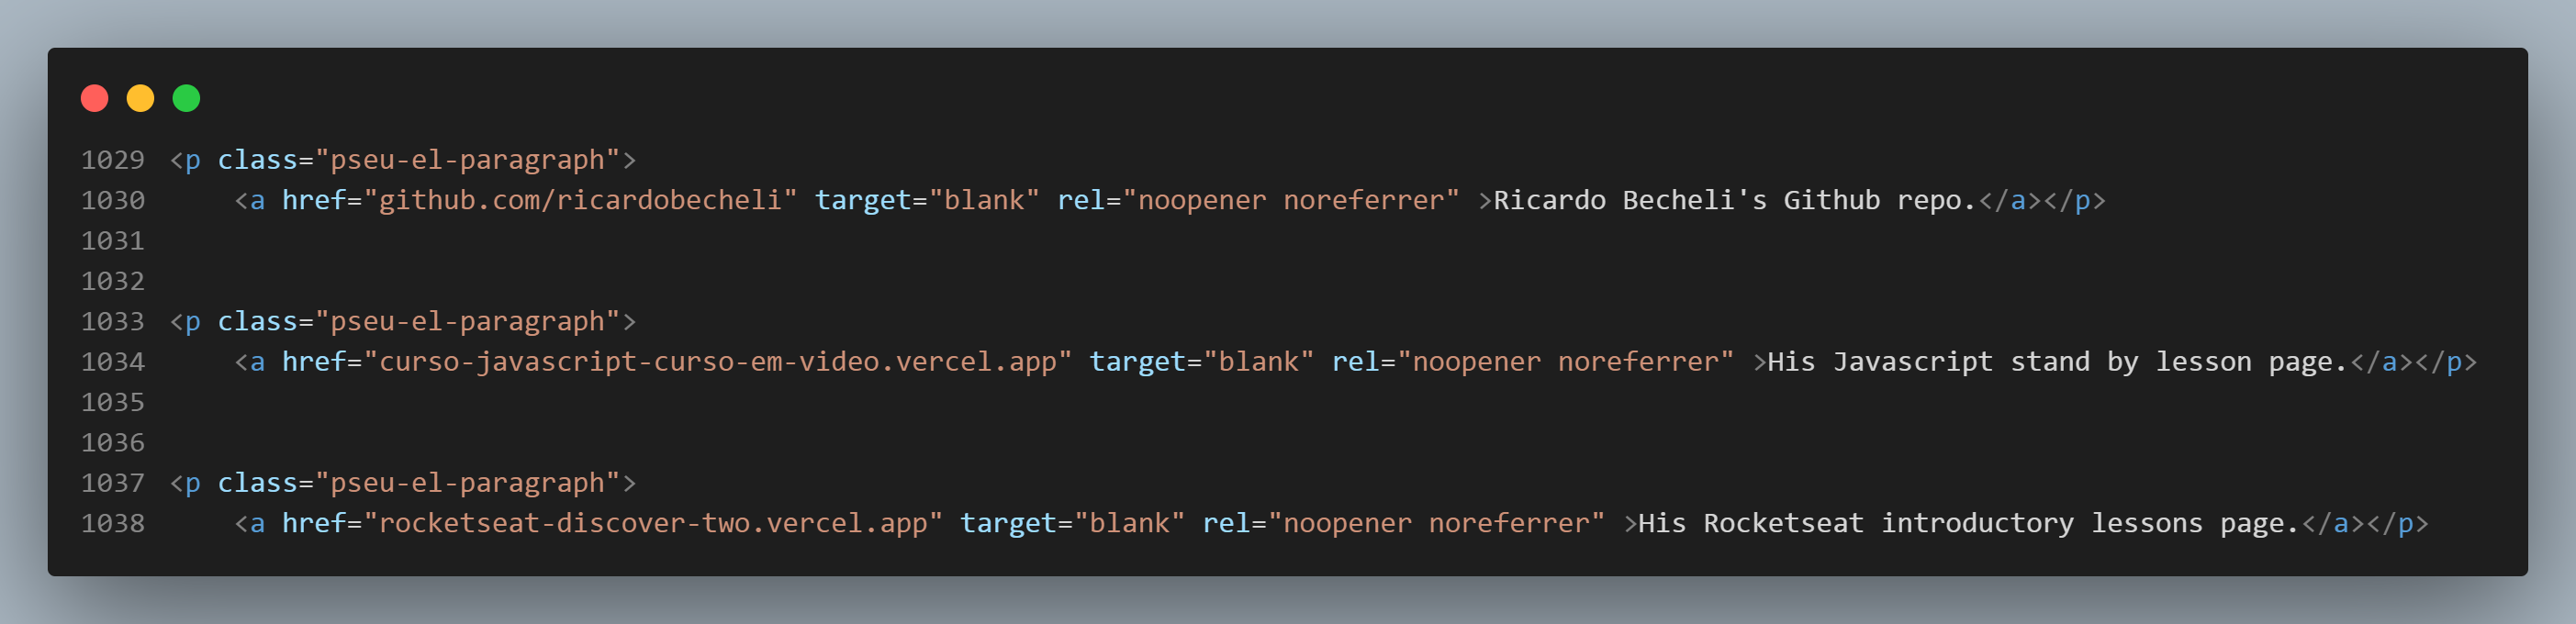 1029 <p class="pseu-el-paragraph">
1030     <a href="github.com/ricardobecheli" target="blank" rel="noopener noreferrer" >Ricardo Becheli's Github repo.</a></p>
1031
1032
1033 <p class="pseu-el-paragraph">
1034     <a href="curso-javascript-curso-em-video.vercel.app" target="blank" rel="noopener noreferrer" >His Javascript stand by lesson page.</a></p>
1035
1036
1037 <p class="pseu-el-paragraph">
1038     <a href="rocketseat-discover-two.vercel.app" target="blank" rel="noopener noreferrer" >His Rocketseat introductory lessons page.</a></p>